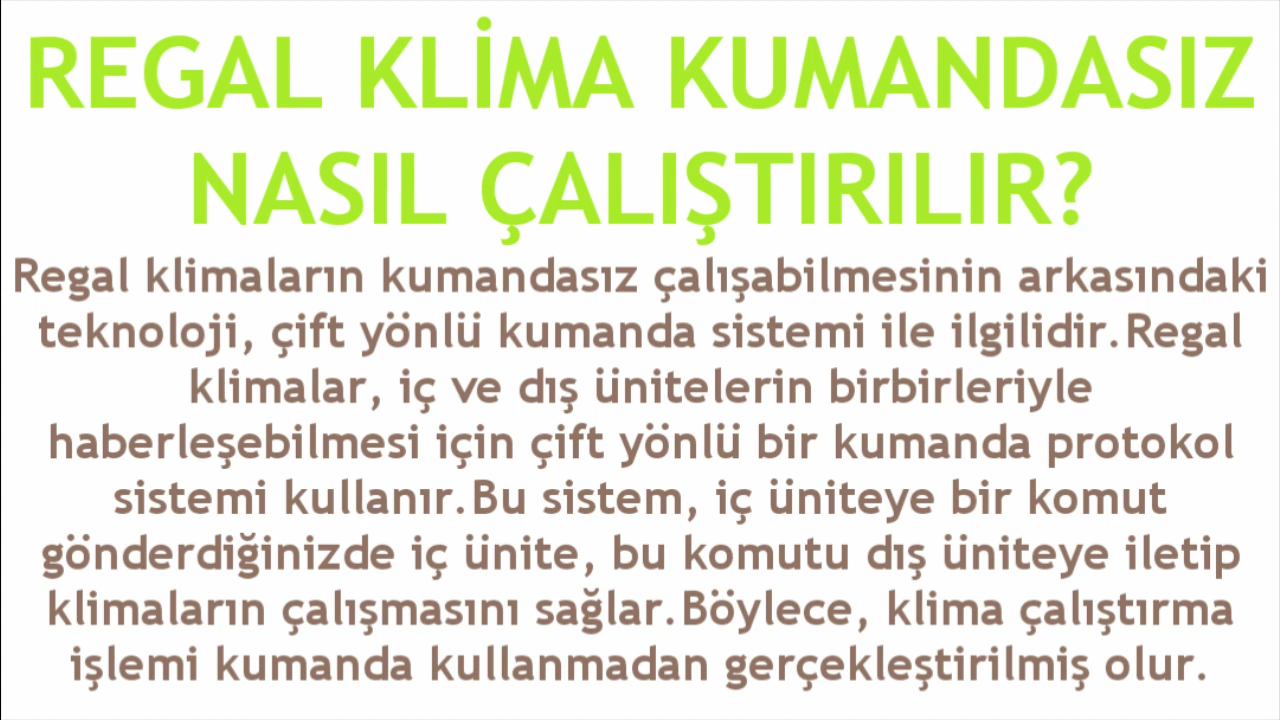 REGAL KLİMA KUMANDASIZ
NASIL ÇALIŞTIRILIR?
Regal klimaların kumandasız çalışabilmesinin arkasındaki
teknoloji, çift yönlü kumanda sistemi ile ilgilidir.Regal
klimalar, iç ve dış ünitelerin birbirleriyle
haberleşebilmesi için çift yönlü bir kumanda protokol
sistemi kullanır.Bu sistem, iç üniteye bir komut
gönderdiğinizde iç ünite, bu komutu dış üniteye iletip
klimaların çalışmasını sağlar.Böylece, klima çalıştırma
işlemi kumanda kullanmadan gerçekleştirilmiş olur.